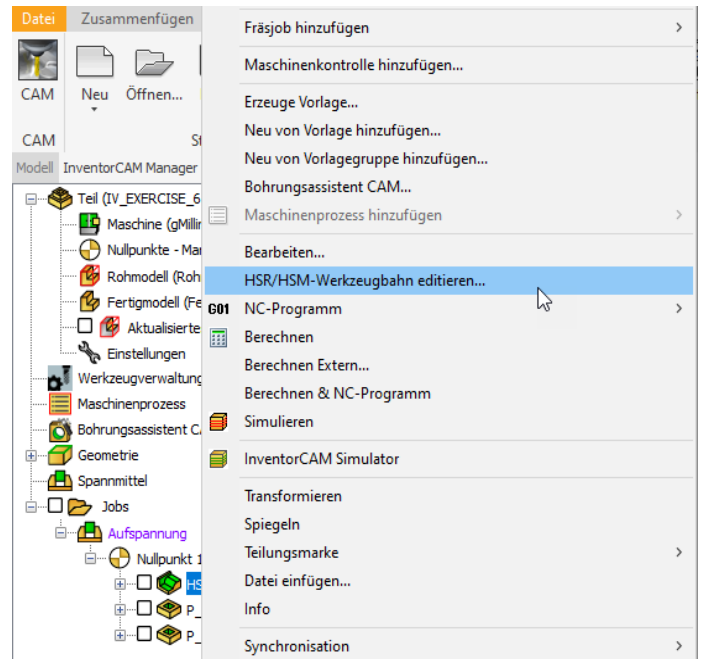 Datei Zusammenfügen
CAM Neu Öffnen...
CAM
Modell InventorCAM Manager
Teil (IV_EXERCISE_6
Maschine (gMillin
Nullpunkte - Ma
Rohmodell (Roh
Fertigmodell (Fe
Aktualisierte
Einstellungen
Werkzeugverwaltung
Maschinenprozess
Bohrungsassistent C
Geometrie
Spannmittel
Jobs
Aufspannung
Nullpunkt 1
HS
P_
P_
Fräsjob hinzufügen
Maschinenkontrolle hinzufügen...
Erzeuge Vorlage...
Neu von Vorlage hinzufügen...
Neu von Vorlagegruppe hinzufügen...
Bohrungsassistent CAM...
Maschinenprozess hinzufügen
Bearbeiten...
HSR/HSM-Werkzeugbahn editieren...
G01 NC-Programm
Berechnen
Berechnen Extern...
Berechnen & NC-Programm
Simulieren
InventorCAM Simulator
Transformieren
Spiegeln
Teilungsmarke
Datei einfügen...
Info
Synchronisation